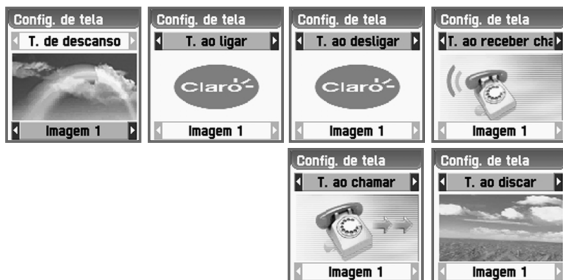 Config. de tela
T. de descanso
Imagem 1
Config. de tela
T. ao ligar
Claro-
Imagem 1
Config. de tela
T. ao desligar
Claro-
Imagem 1
Config. de tela
T. ao receber cha
Imagem 1
Config. de tela
T. ao chamar
Imagem 1
Config. de tela
T. ao discar
Imagem 1